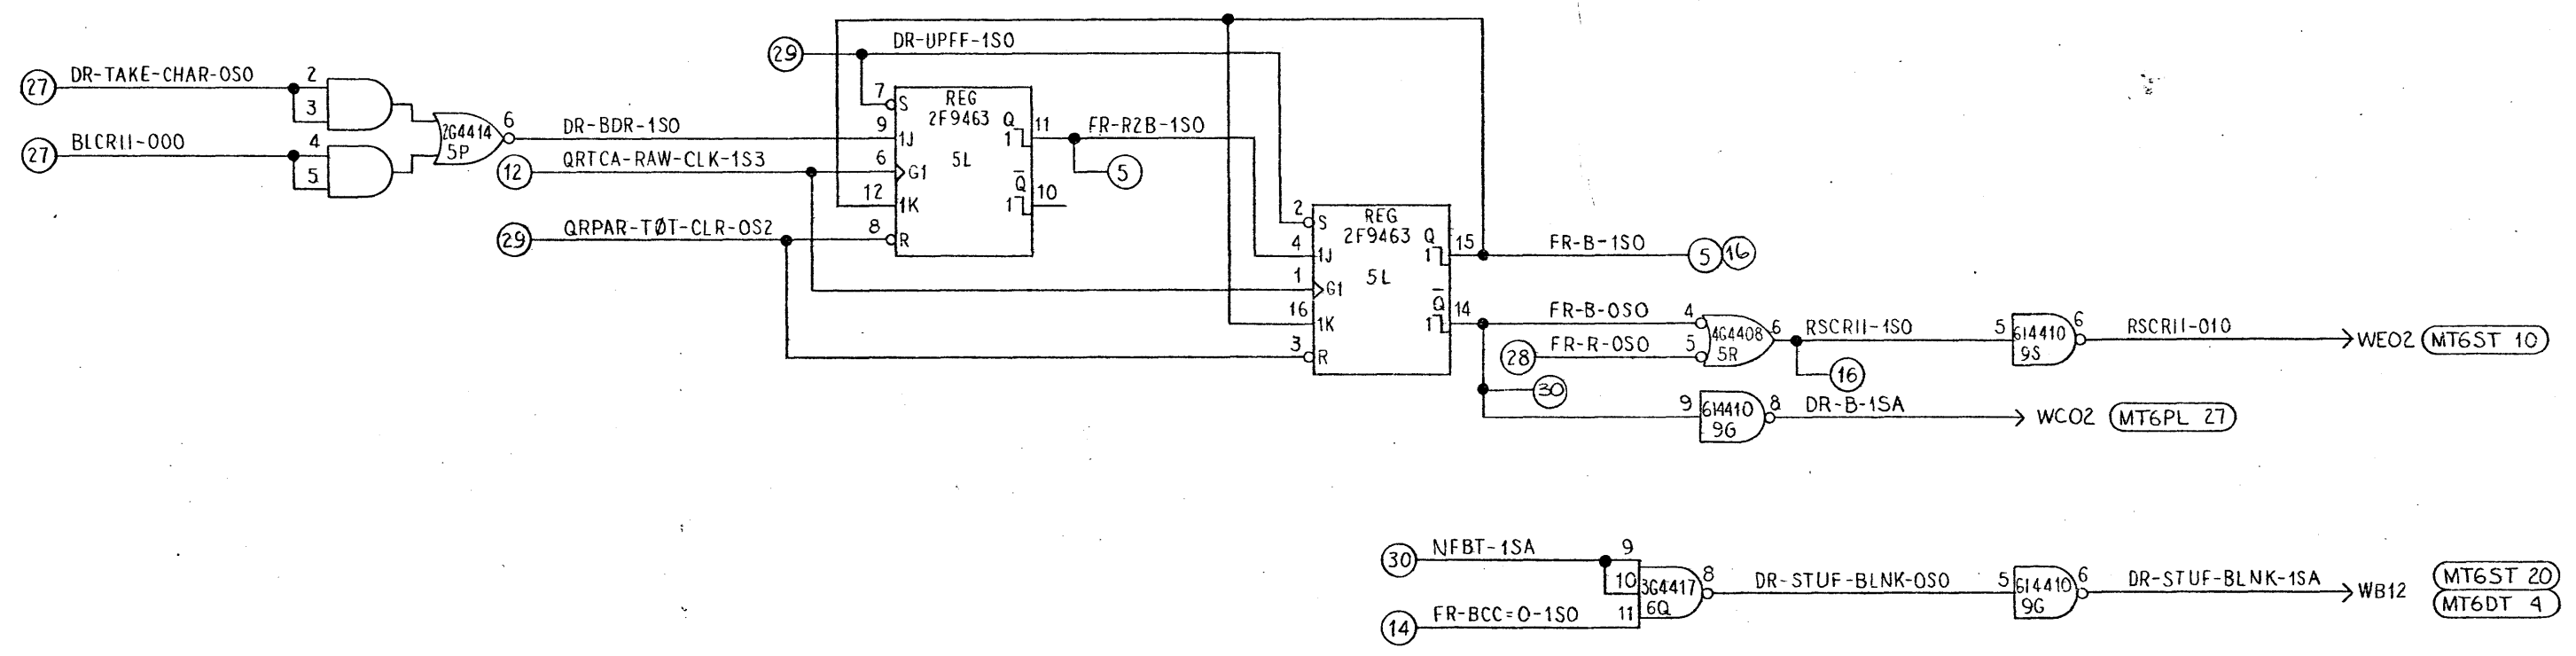 29 DR-UPFF-1S0
27 DR-TAKE-CHAR-0S0 2
3
27 BLCR11-000 4
5
2G4414
5P
6 DR-BDR-1S0 9
12 QRTCA-RAW-CLK-1S3 6
12
29 QRPAR-TØT-CLR-0S2 8
7
S REG
2F9463 Q
1J 1
5L
G1
Q
1K 1
R
11 FR-R2B-1S0
5
10
2
4
1
16
3
S REG
2F9463 Q
1J 1
5L
G1
Q
1K 1
R
15 FR-B-1S0 5 16
14 FR-B-0S0 4
28 FR-R-0S0 5
4G4408
5R
6 RSCR11-1S0 5
16
6I4410
9S
6 RSCR11-010 WE02 MT6ST 10
30
9 6I4410
9G
8 DR-B-1SA WC02 MT6PL 27
30 NFBT-1SA 9
10
14 FR-BCC=0-1S0 11
3G4417
6Q
8 DR-STUF-BLNK-0S0 5
6I4410
9G
6 DR-STUF-BLNK-1SA WB12 MT6ST 20
MT6DT 4